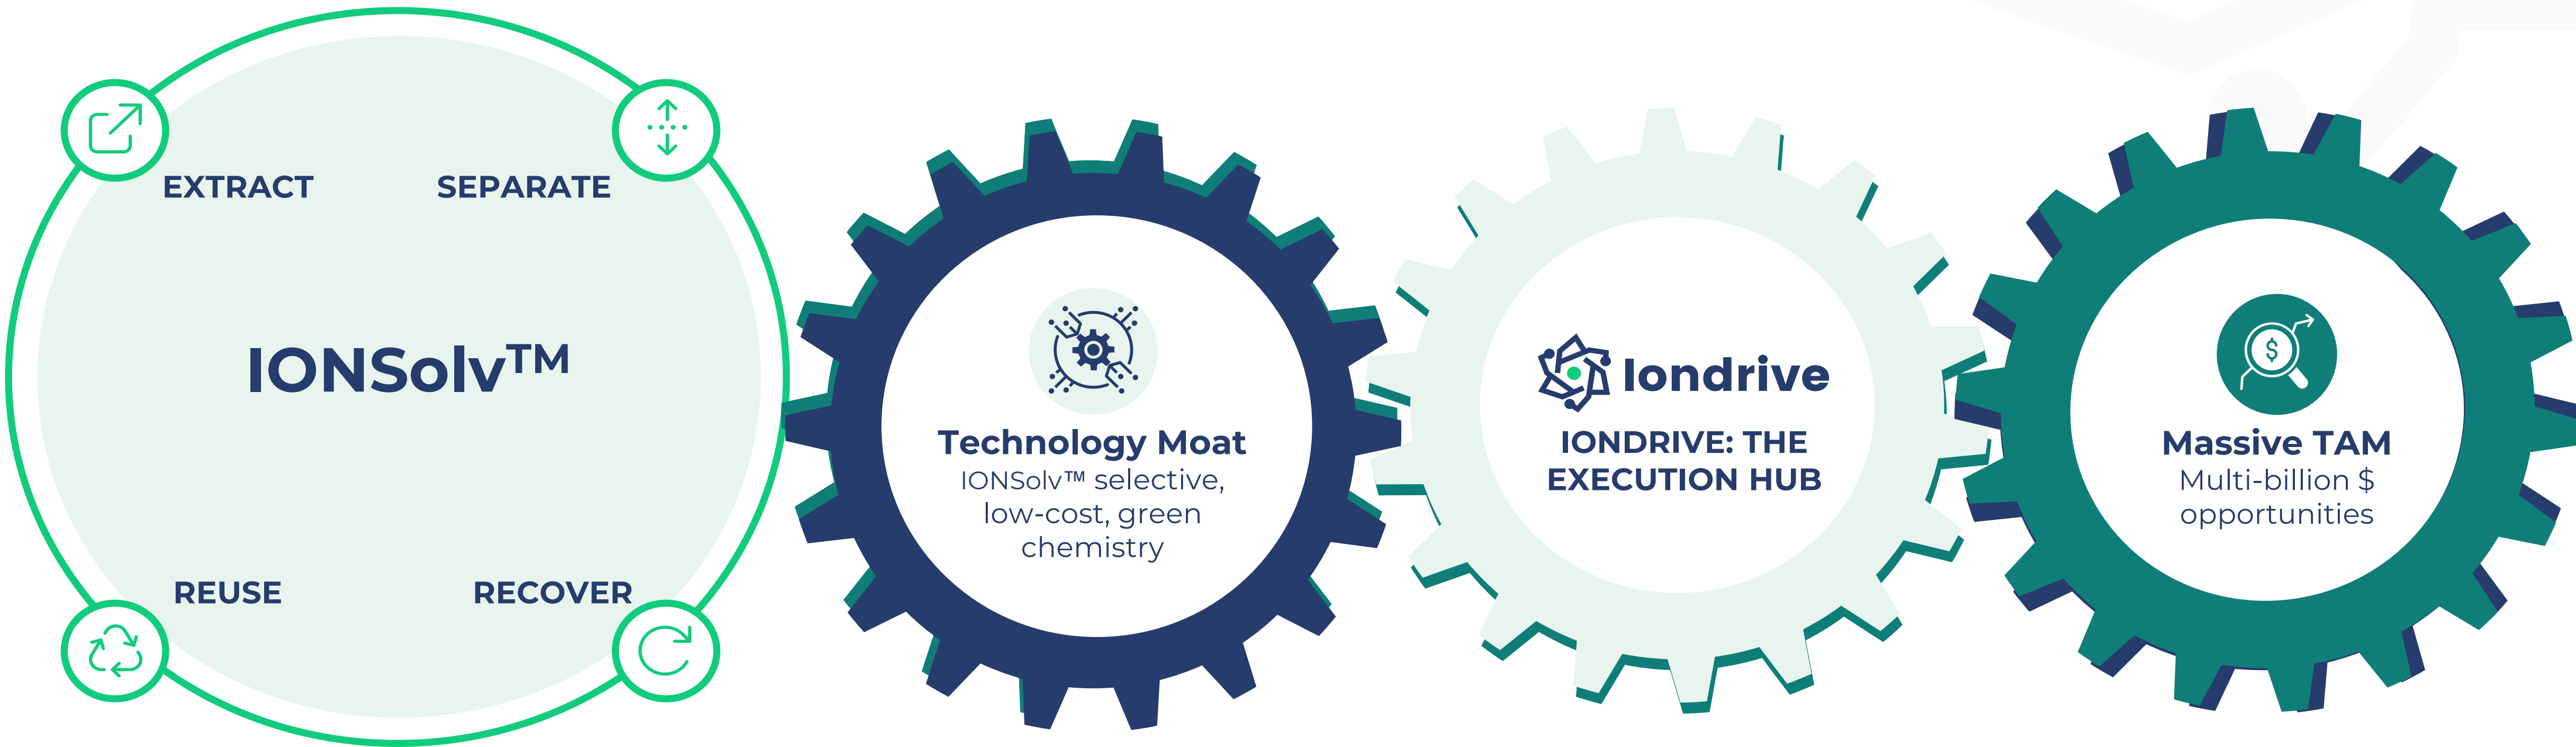 EXTRACT
SEPARATE
IONSolv™
REUSE
RECOVER
Technology Moat
IONSolv™ selective,
low-cost, green
chemistry
Iondrive
IONDRIVE: THE
EXECUTION HUB
$
Massive TAM
Multi-billion $
opportunities